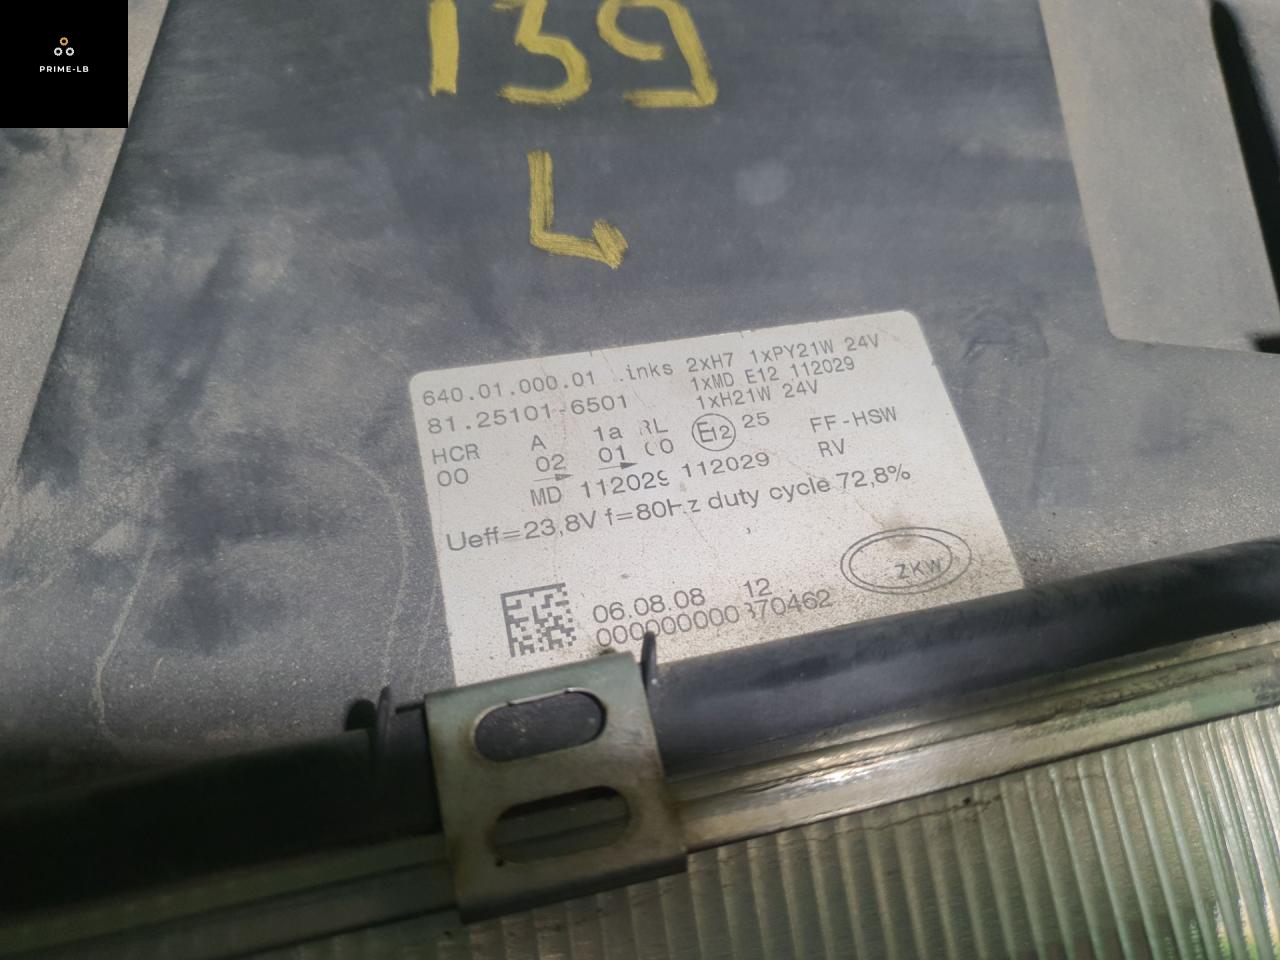 PRIME-LB
139
L
640.01.000.01 .inks 2xH7 1xPY21W 24V
81.25101-6501 1xMD E12 112029
1xH21W 24V
HCR A 1a RL E12 25 FF-HSW
00 02 01 00 RV
MD 112029 112029
Ueff=23,8V f=80Hz duty cycle 72,8%
06.08.08 12
ZKW